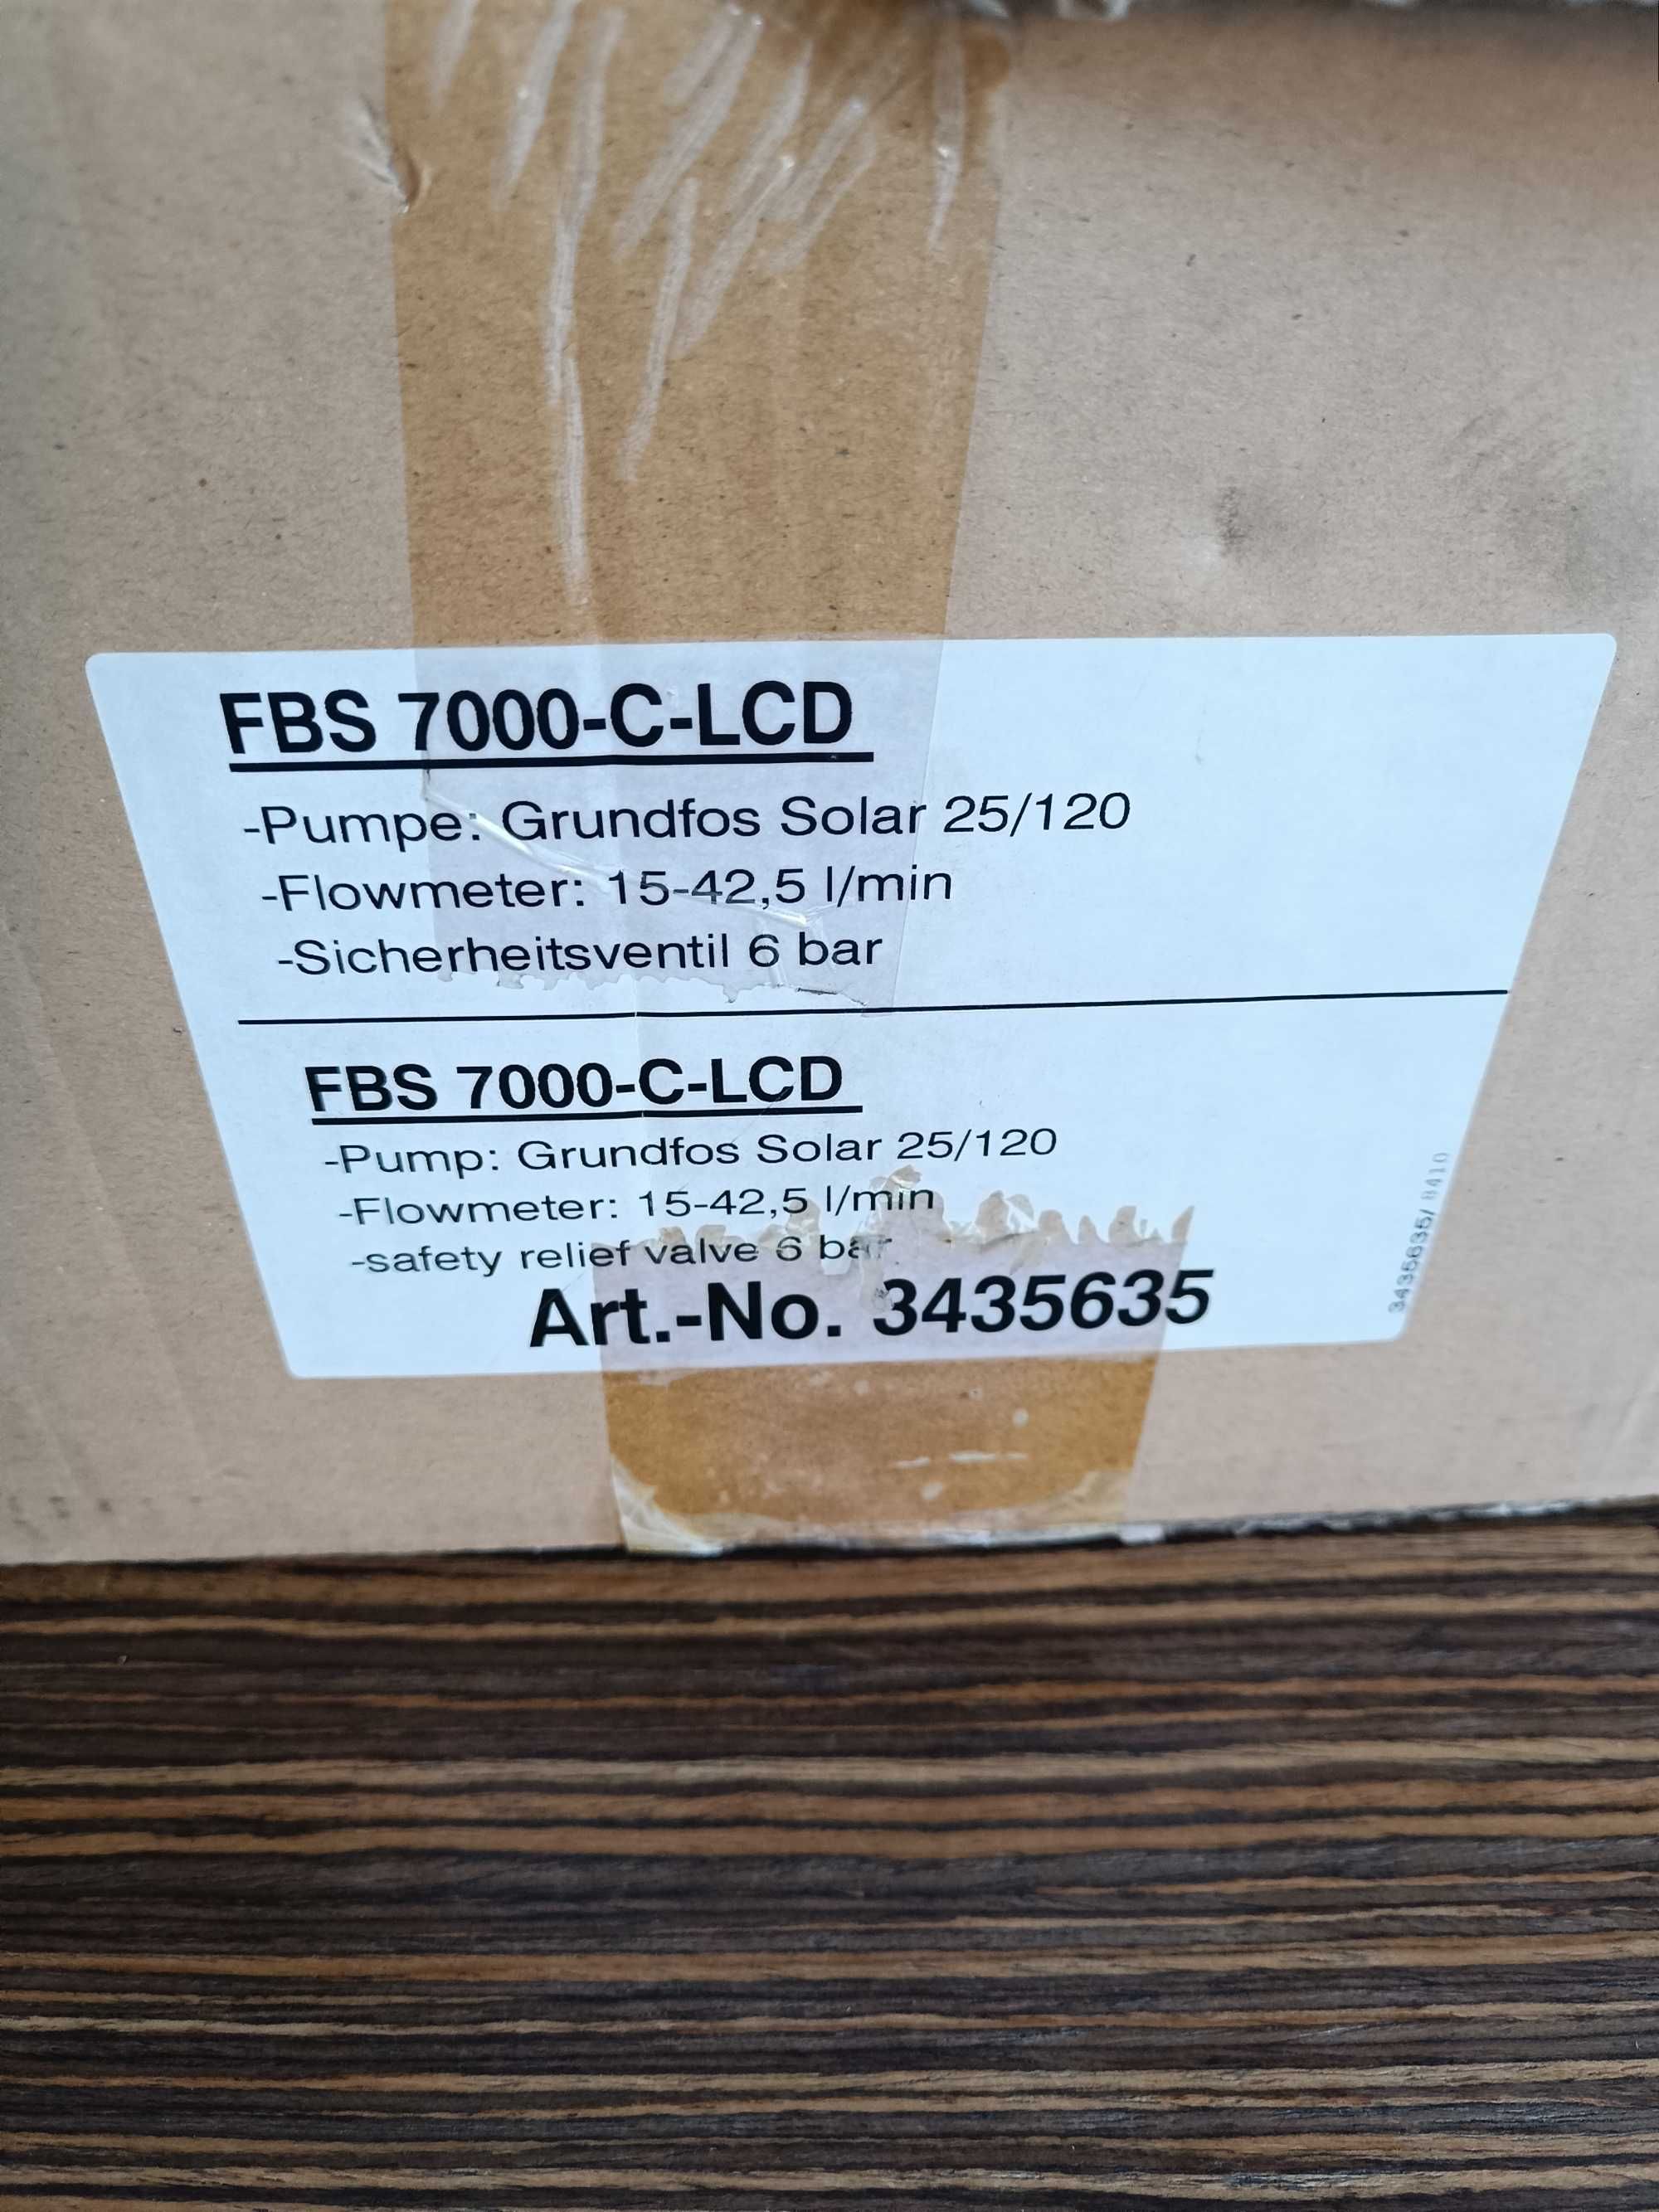 FBS 7000-C-LCD
-Pumpe: Grundfos Solar 25/120
-Flowmeter: 15-42,5 l/min
-Sicherheitsventil 6 bar
FBS 7000-C-LCD
-Pump: Grundfos Solar 25/120
-Flowmeter: 15-42,5 l/min
-safety relief valve 6 bar
Art.-No. 3435635
3435635/ 0410